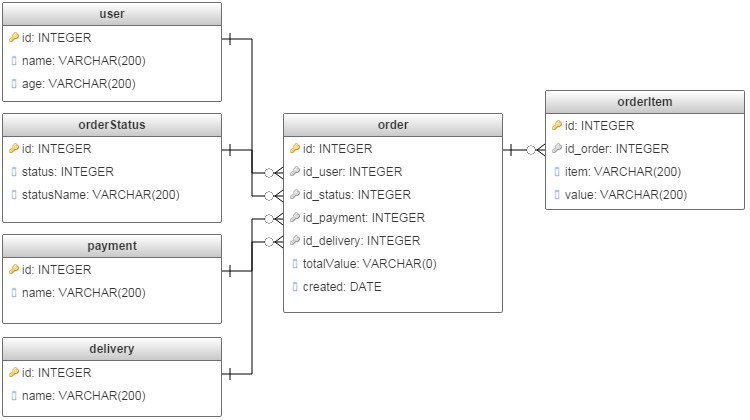 user
id: INTEGER
name: VARCHAR(200)
age: VARCHAR(200)
orderStatus
id: INTEGER
status: INTEGER
statusName: VARCHAR(200)
payment
id: INTEGER
name: VARCHAR(200)
delivery
id: INTEGER
name: VARCHAR(200)
order
id: INTEGER
id_user: INTEGER
id_status: INTEGER
id_payment: INTEGER
id_delivery: INTEGER
totalValue: VARCHAR(0)
created: DATE
orderItem
id: INTEGER
id_order: INTEGER
item: VARCHAR(200)
value: VARCHAR(200)